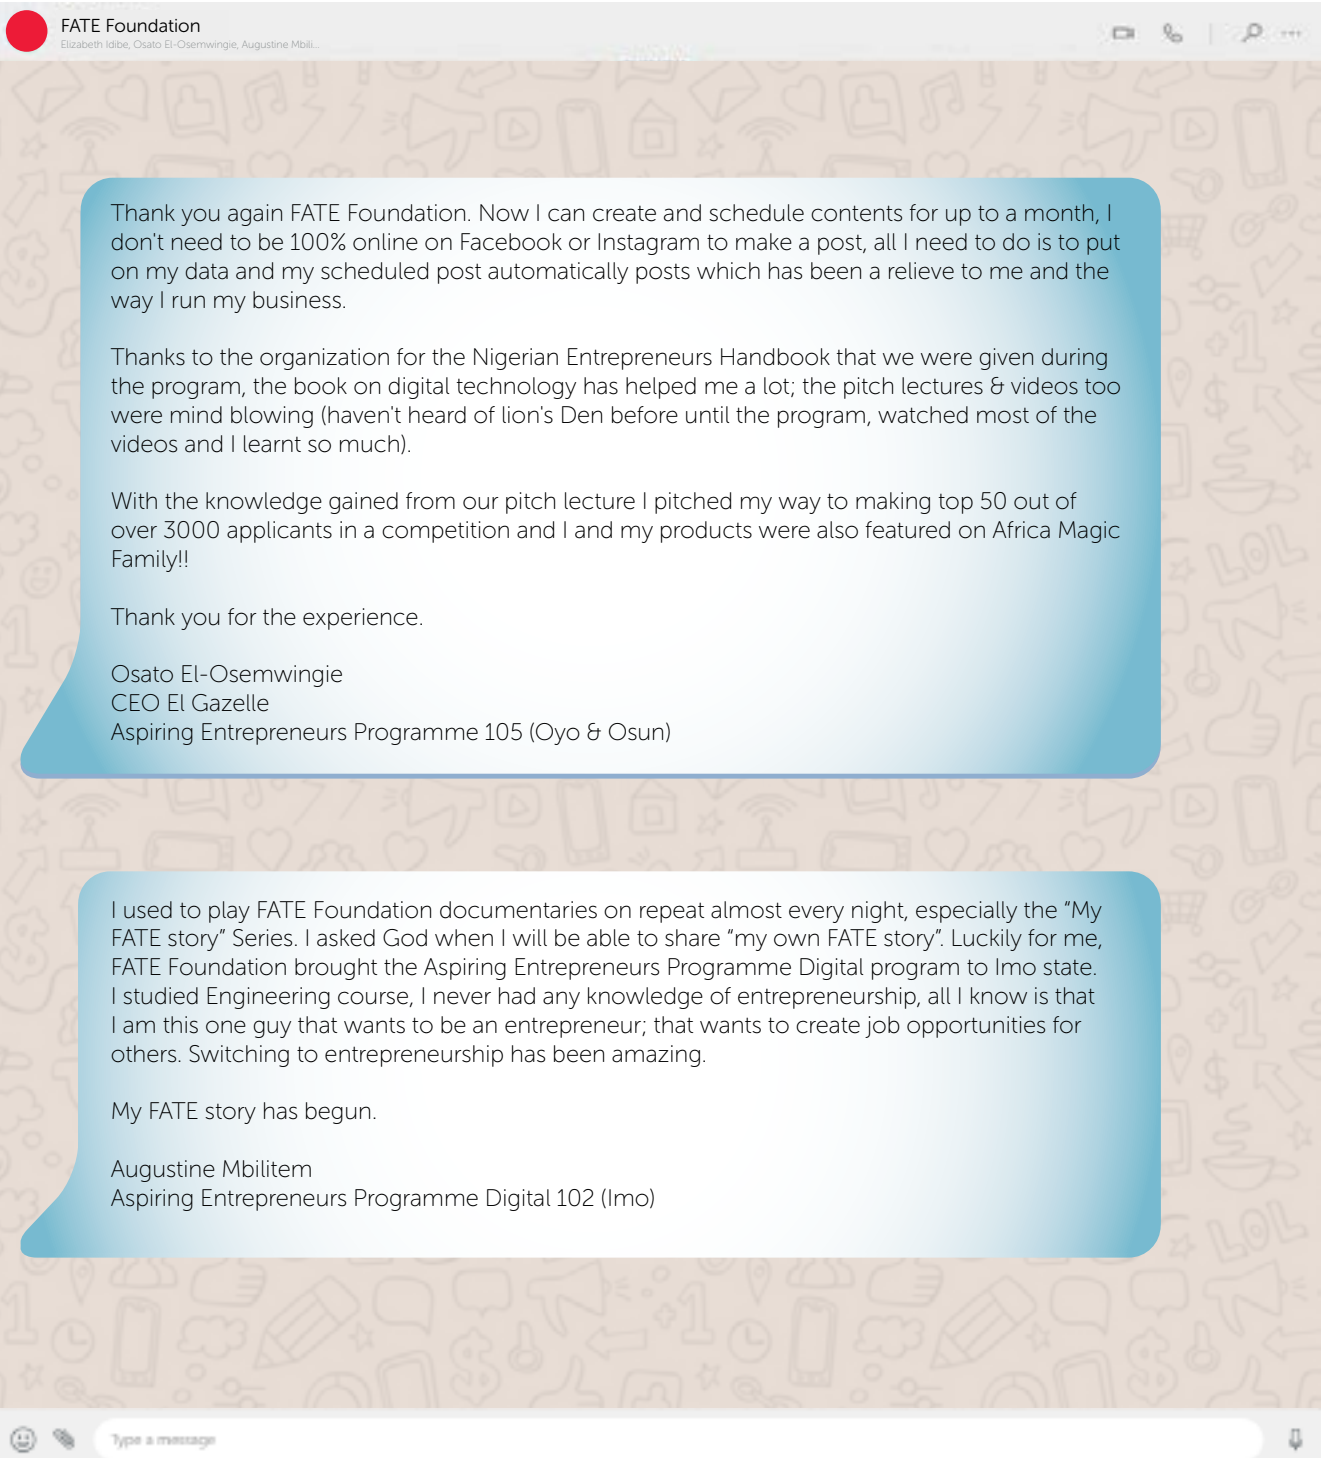 FATE Foundation
Elizabeth Idibe, Osato El-Osemwingie, Augustine Mbili...
Thank you again FATE Foundation. Now I can create and schedule contents for up to a month, I
don't need to be 100% online on Facebook or Instagram to make a post, all I need to do is to put
on my data and my scheduled post automatically posts which has been a relieve to me and the
way I run my business.
Thanks to the organization for the Nigerian Entrepreneurs Handbook that we were given during
the program, the book on digital technology has helped me a lot; the pitch lectures & videos too
were mind blowing (haven't heard of lion's Den before until the program, watched most of the
videos and I learnt so much).
With the knowledge gained from our pitch lecture I pitched my way to making top 50 out of
over 3000 applicants in a competition and I and my products were also featured on Africa Magic
Family!!
Thank you for the experience.
Osato El-Osemwingie
CEO El Gazelle
Aspiring Entrepreneurs Programme 105 (Oyo & Osun)
I used to play FATE Foundation documentaries on repeat almost every night, especially the “My
FATE story” Series. I asked God when I will be able to share “my own FATE story”. Luckily for me,
FATE Foundation brought the Aspiring Entrepreneurs Programme Digital program to Imo state.
I studied Engineering course, I never had any knowledge of entrepreneurship, all I know is that
I am this one guy that wants to be an entrepreneur; that wants to create job opportunities for
others. Switching to entrepreneurship has been amazing.
My FATE story has begun.
Augustine Mbilitem
Aspiring Entrepreneurs Programme Digital 102 (Imo)
Type a message